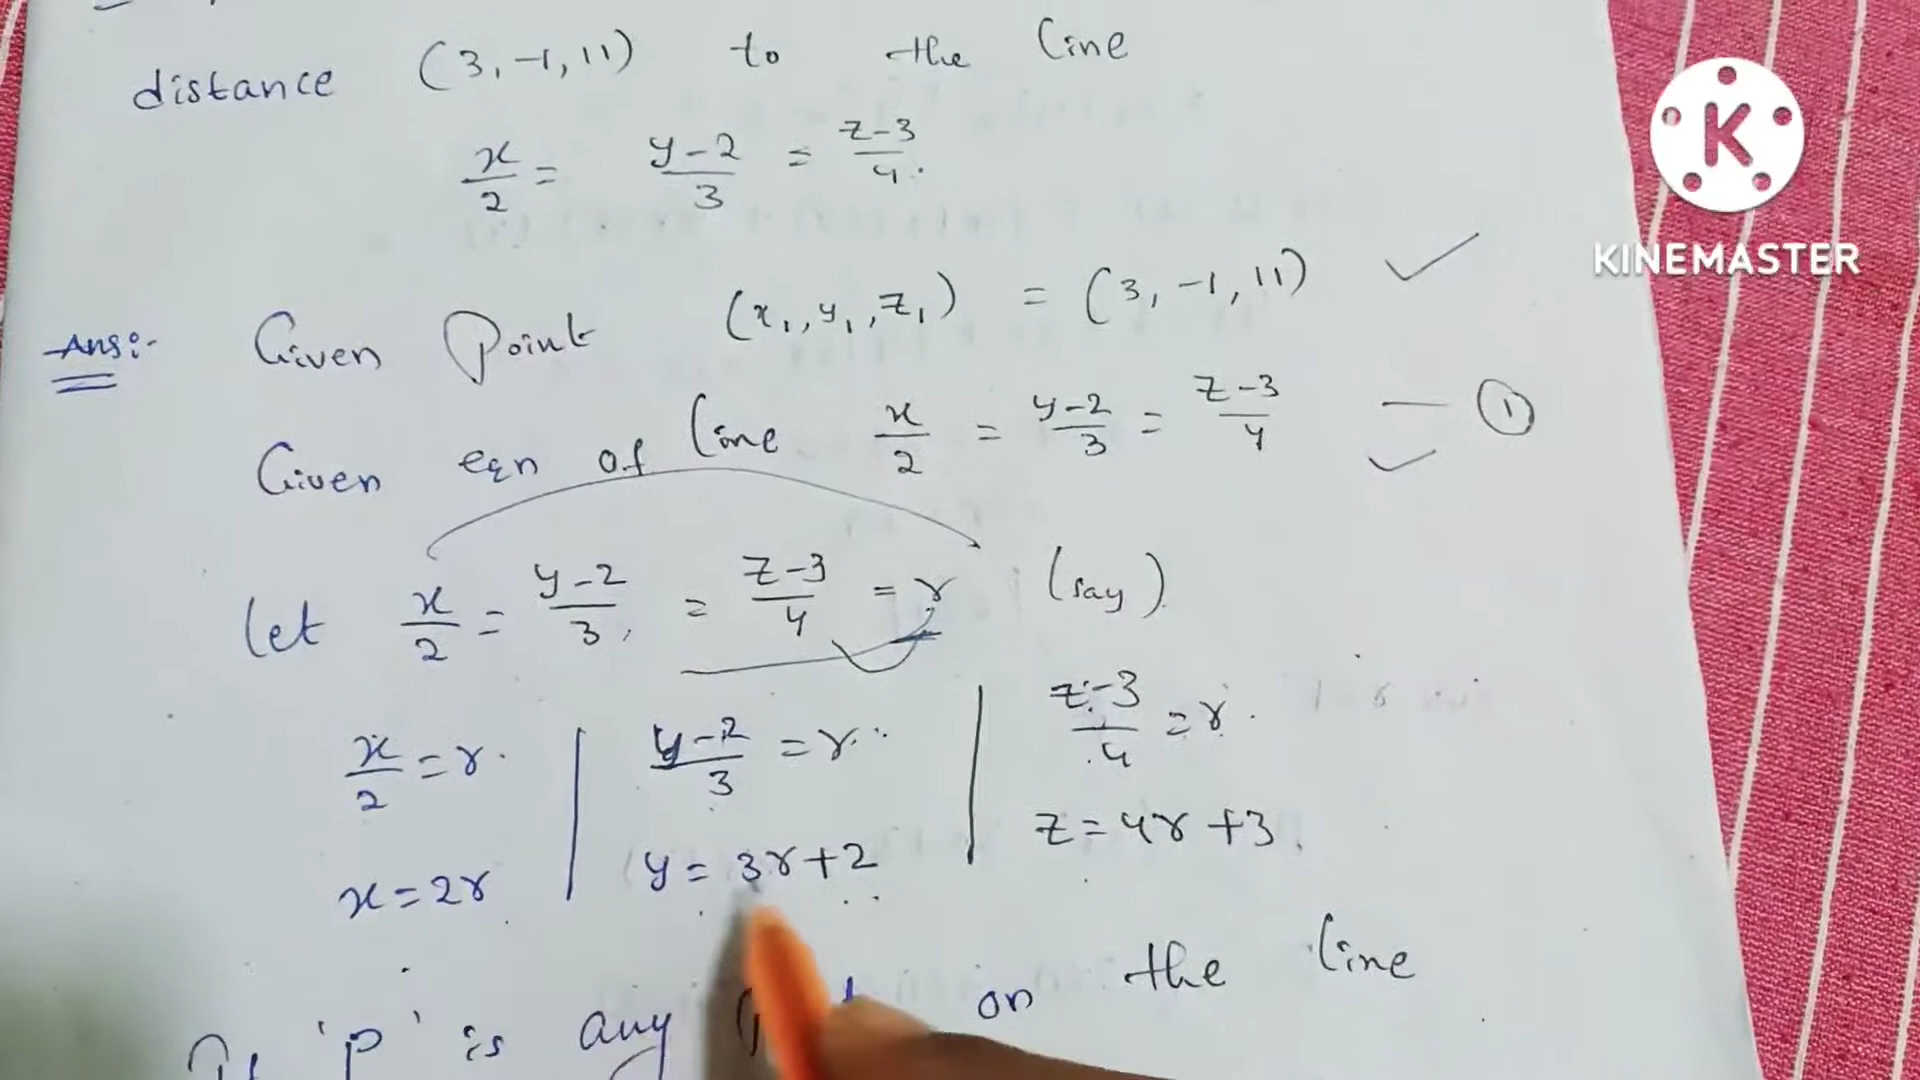 distance (3, -1, 11) to the line
x/2 = y-2/3 = z-3/4.
Ans:- Given Point (x₁, y₁, z₁) = (3, -1, 11) ✓
Given eqn of line x/2 = y-2/3 = z-3/4 — ①
let x/2 = y-2/3 = z-3/4 = r (say)
x/2 = r | y-2/3 = r | z-3/4 = r
x = 2r | y = 3r+2 | z = 4r+3
If 'P' is any on the line
K
KINEMASTER